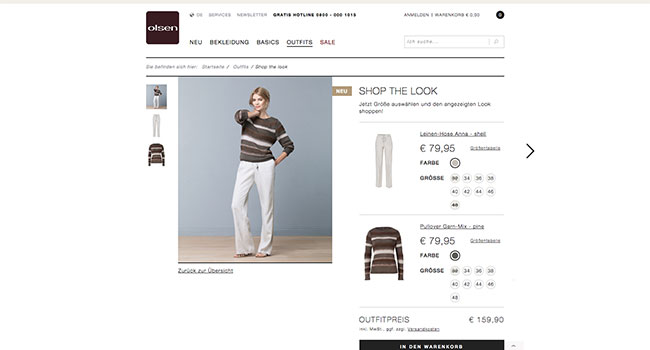 olsen
DE SERVICES NEWSLETTER GRATIS HOTLINE 0800 - 000 1015
ANMELDEN WARENKORB € 0,00 0
NEU BEKLEIDUNG BASICS OUTFITS SALE
Ich suche...
Sie befinden sich hier: Startseite / Outfits / Shop the look
NEU
SHOP THE LOOK
Jetzt Größe auswählen und den angezeigten Look
shoppen!
Leinen-Hose Anna - shell
€ 79,95 Größentabelle
FARBE
GRÖSSE 34 36 38
40 42 44 46
48
Pullover Garn-Mix - pine
€ 79,95 Größentabelle
FARBE
GRÖSSE 34 36 38
40 42 44 46
48
Zurück zur Übersicht
OUTFITPREIS € 159,90
inkl. MwSt., ggf. zzgl. Versandkosten
IN DEN WARENKORB